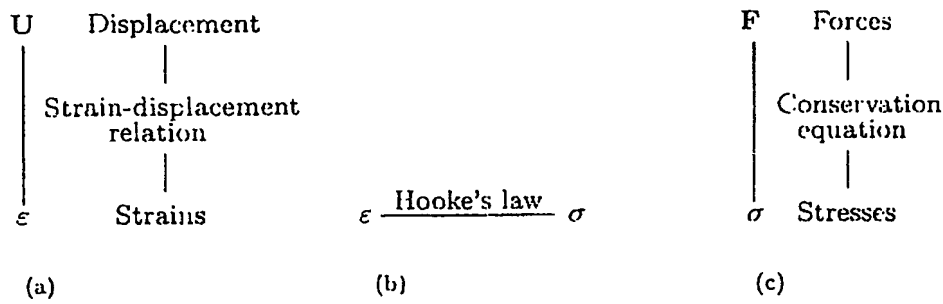 U Displacement
Strain-displacement
relation
ε Strains
(a)
ε Hooke's law σ
(b)
F Forces
Conservation
equation
σ Stresses
(c)